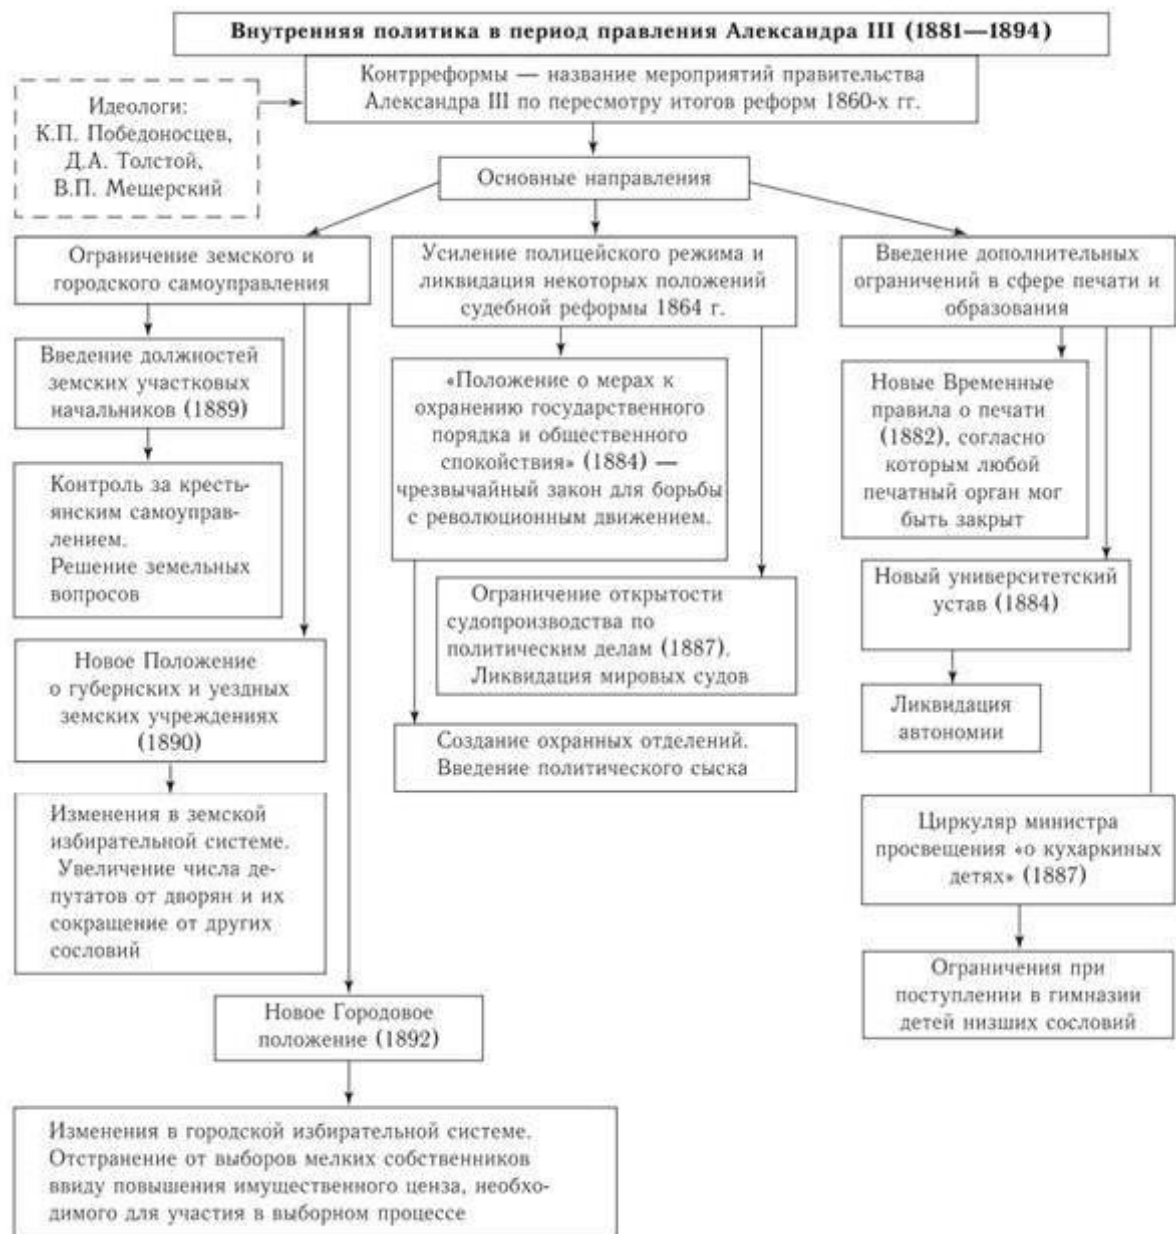 Внутренняя политика в период правления Александра III (1881—1894)
Контрреформы — название мероприятий правительства
Александра III по пересмотру итогов реформ 1860-х гг.
Идеологи:
К.П. Победоносцев,
Д.А. Толстой,
В.П. Мещерский
Основные направления
Ограничение земского и
городского самоуправления
Введение должностей
земских участковых
начальников (1889)
Контроль за кресть-
янским самоуправ-
лением.
Решение земельных
вопросов
Новое Положение
о губернских и уездных
земских учреждениях
(1890)
Изменения в земской
избирательной системе.
Увеличение числа де-
путатов от дворян и их
сокращение от других
сословий
Новое Городовое
положение (1892)
Изменения в городской избирательной системе.
Отстранение от выборов мелких собственников
ввиду повышения имущественного ценза, необхо-
димого для участия в выборном процессе
Усиление полицейского режима и
ликвидация некоторых положений
судебной реформы 1864 г.
«Положение о мерах к
охранению государственного
порядка и общественного
спокойствия» (1884) —
чрезвычайный закон для борьбы
с революционным движением.
Ограничение открытости
судопроизводства по
политическим делам (1887).
Ликвидация мировых судов
Создание охранных отделений.
Введение политического сыска
Введение дополнительных
ограничений в сфере печати и
образования
Новые Временные
правила о печати
(1882), согласно
которым любой
печатный орган мог
быть закрыт
Новый университетский
устав (1884)
Ликвидация
автономии
Циркуляр министра
просвещения «о кухаркиных
детях» (1887)
Ограничения при
поступлении в гимназии
детей низших сословий